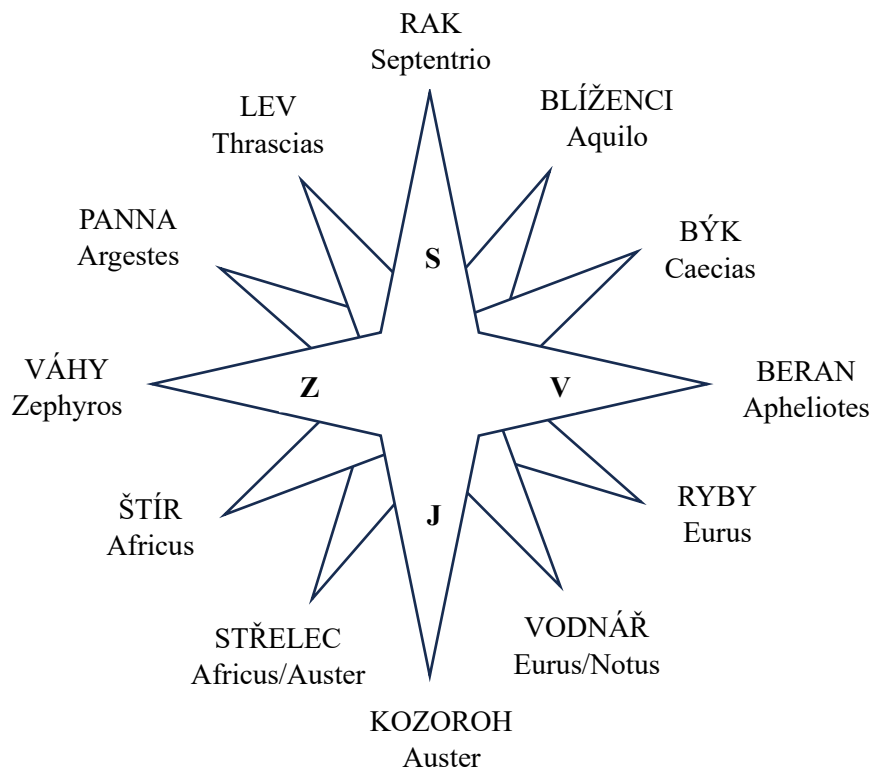 RAK
Septentrio
LEV
Thrascias
BLÍŽENCI
Aquilo
PANNA
Argestes
BÝK
Caecias
S
VÁHY
Zephyros
Z
V
BERAN
Apheliotes
ŠTÍR
Africus
J
RYBY
Eurus
STŘELEC
Africus/Auster
VODNÁŘ
Eurus/Notus
KOZOROH
Auster